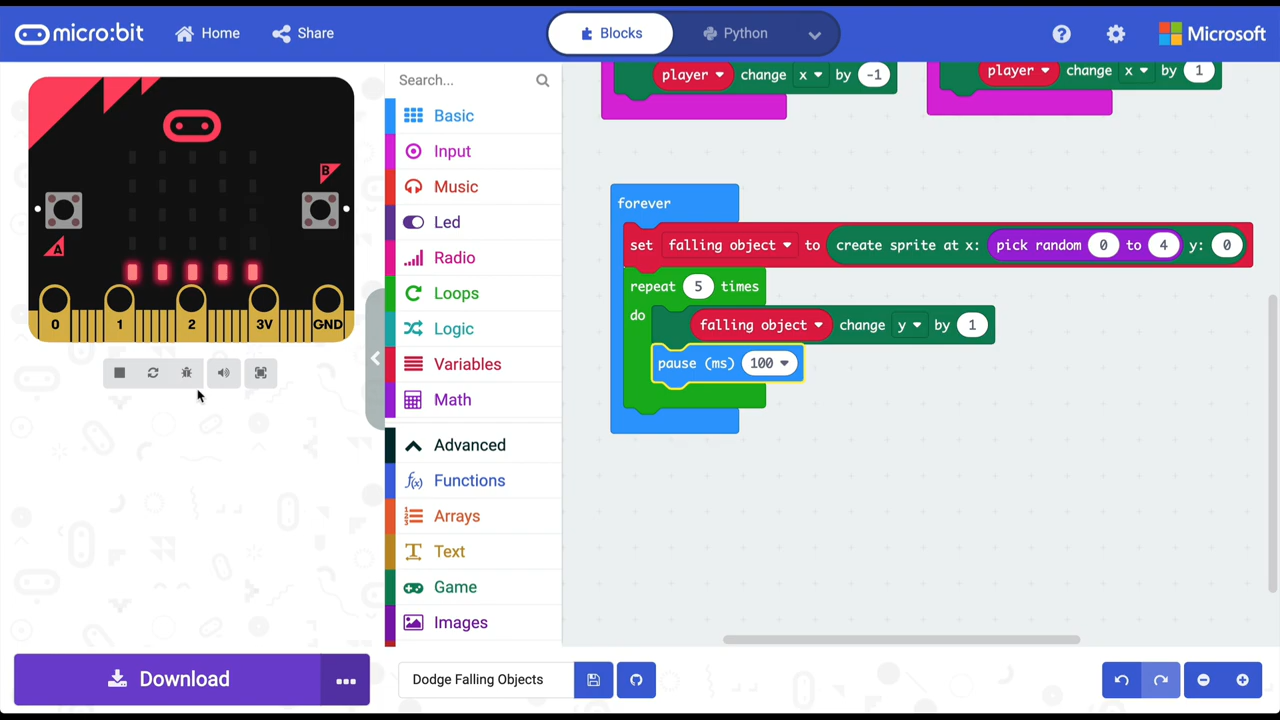 micro:bit Home Share Blocks Python Microsoft
Search...
Basic
Input
Music
Led
Radio
Loops
Logic
Variables
Math
Advanced
Functions
Arrays
Text
Game
Images
A
B
0 1 2 3V GND
player change x by -1
player change x by 1
forever
set falling object to create sprite at x: pick random 0 to 4 y: 0
repeat 5 times
do falling object change y by 1
pause (ms) 100
Download ...
Dodge Falling Objects